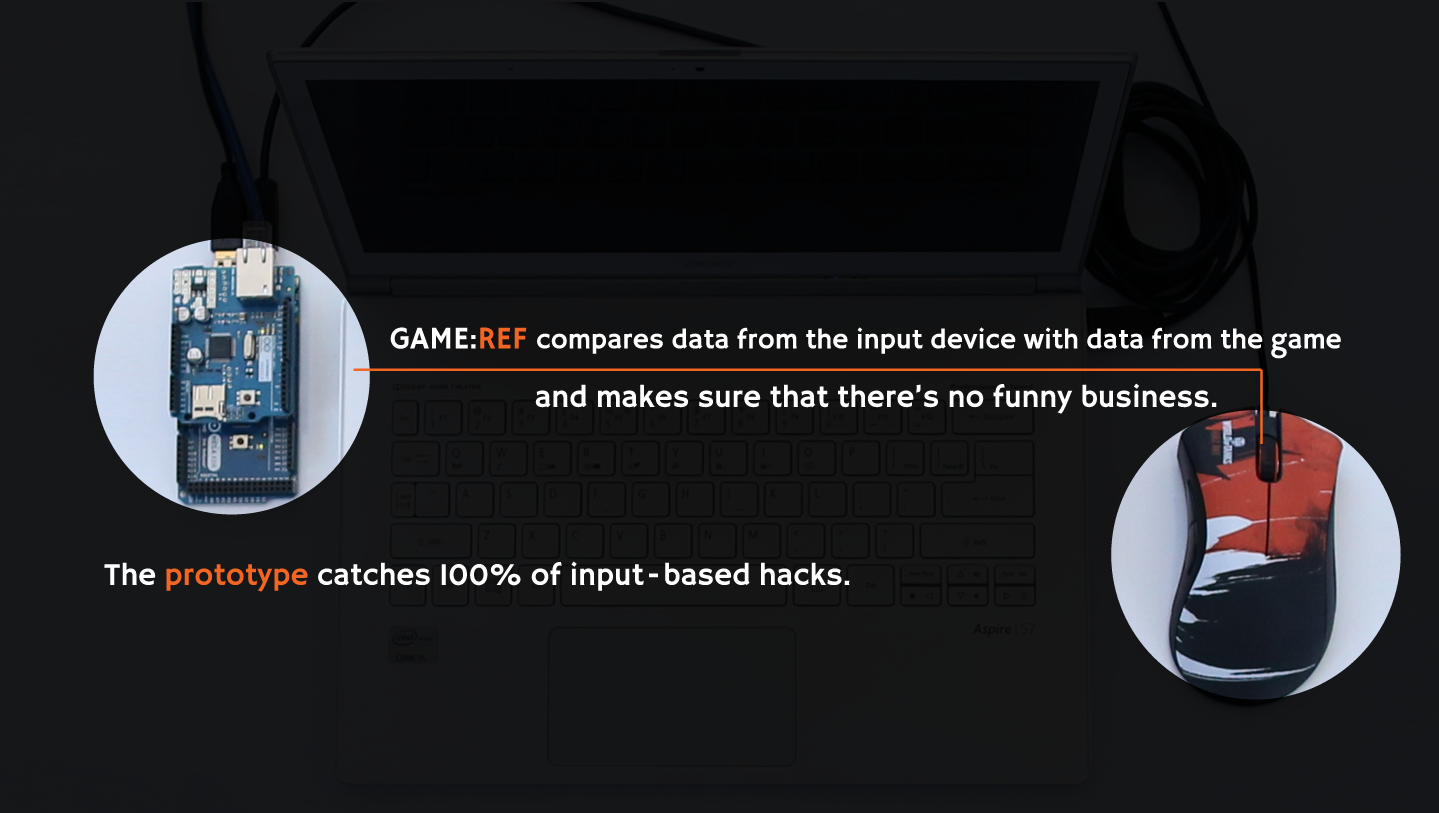 GAME:REF compares data from the input device with data from the game
and makes sure that there's no funny business.
The prototype catches 100% of input-based hacks.
Aspire | S7